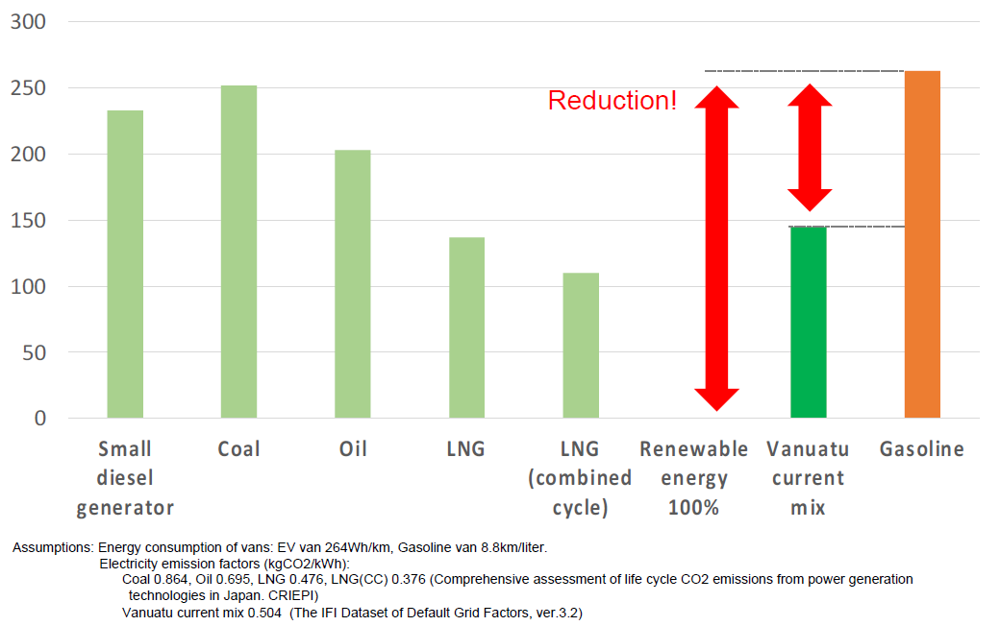 300
250
200
150
100
50
0
Reduction!
Small diesel generator
Coal
Oil
LNG
LNG (combined cycle)
Renewable energy 100%
Vanuatu current mix
Gasoline
Assumptions: Energy consumption of vans: EV van 264Wh/km, Gasoline van 8.8km/liter.
Electricity emission factors (kgCO2/kWh):
Coal 0.864, Oil 0.695, LNG 0.476, LNG(CC) 0.376 (Comprehensive assessment of life cycle CO2 emissions from power generation
technologies in Japan. CRIEPI)
Vanuatu current mix 0.504 (The IFI Dataset of Default Grid Factors, ver.3.2)